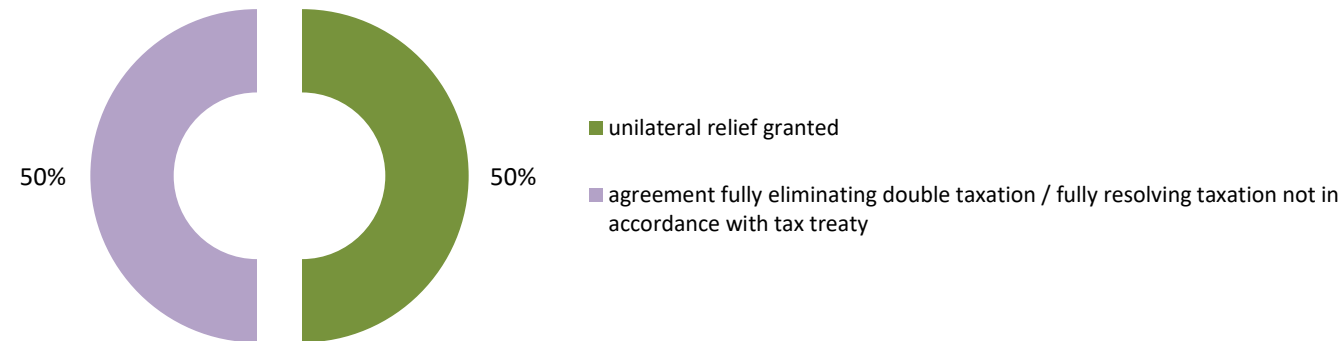 50%
50%
unilateral relief granted
agreement fully eliminating double taxation / fully resolving taxation not in
accordance with tax treaty